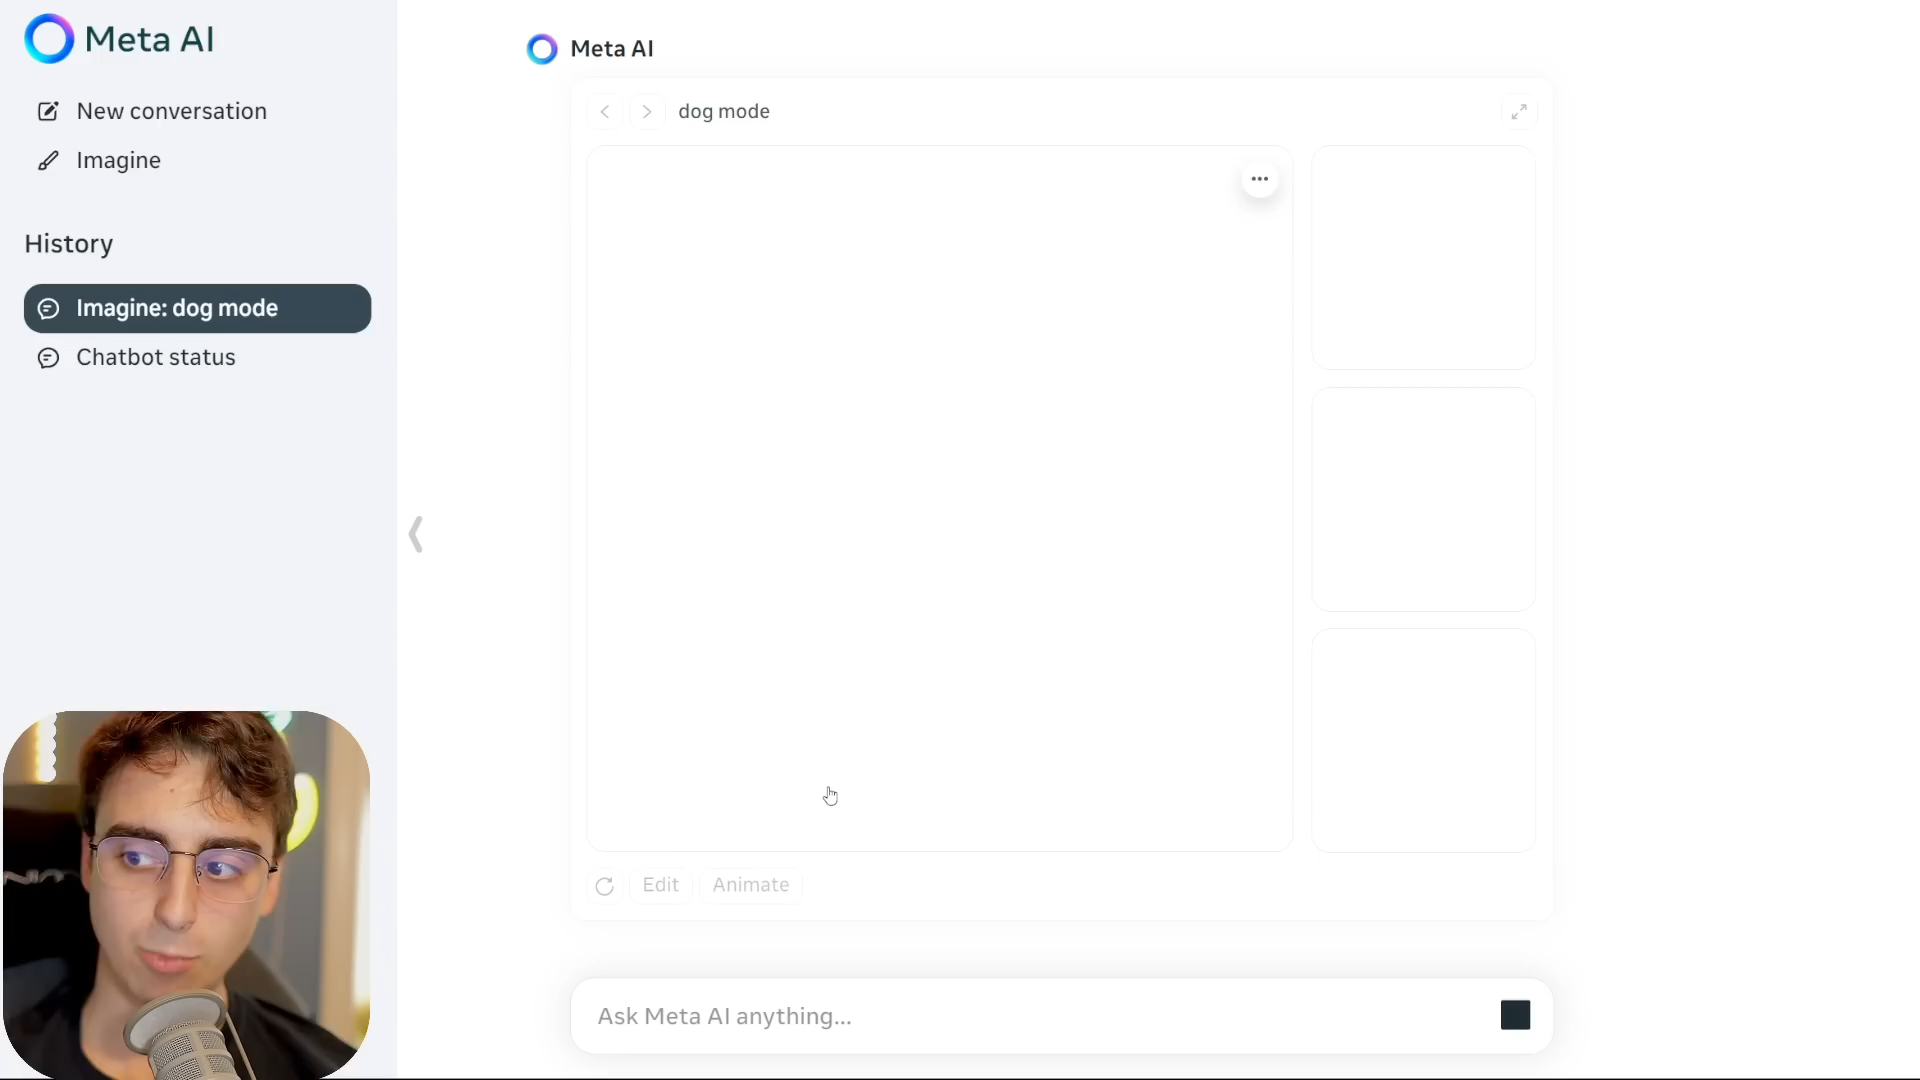 Meta AI
New conversation
Imagine
History
Imagine: dog mode
Chatbot status
Meta AI
dog mode
Edit
Animate
Ask Meta AI anything...